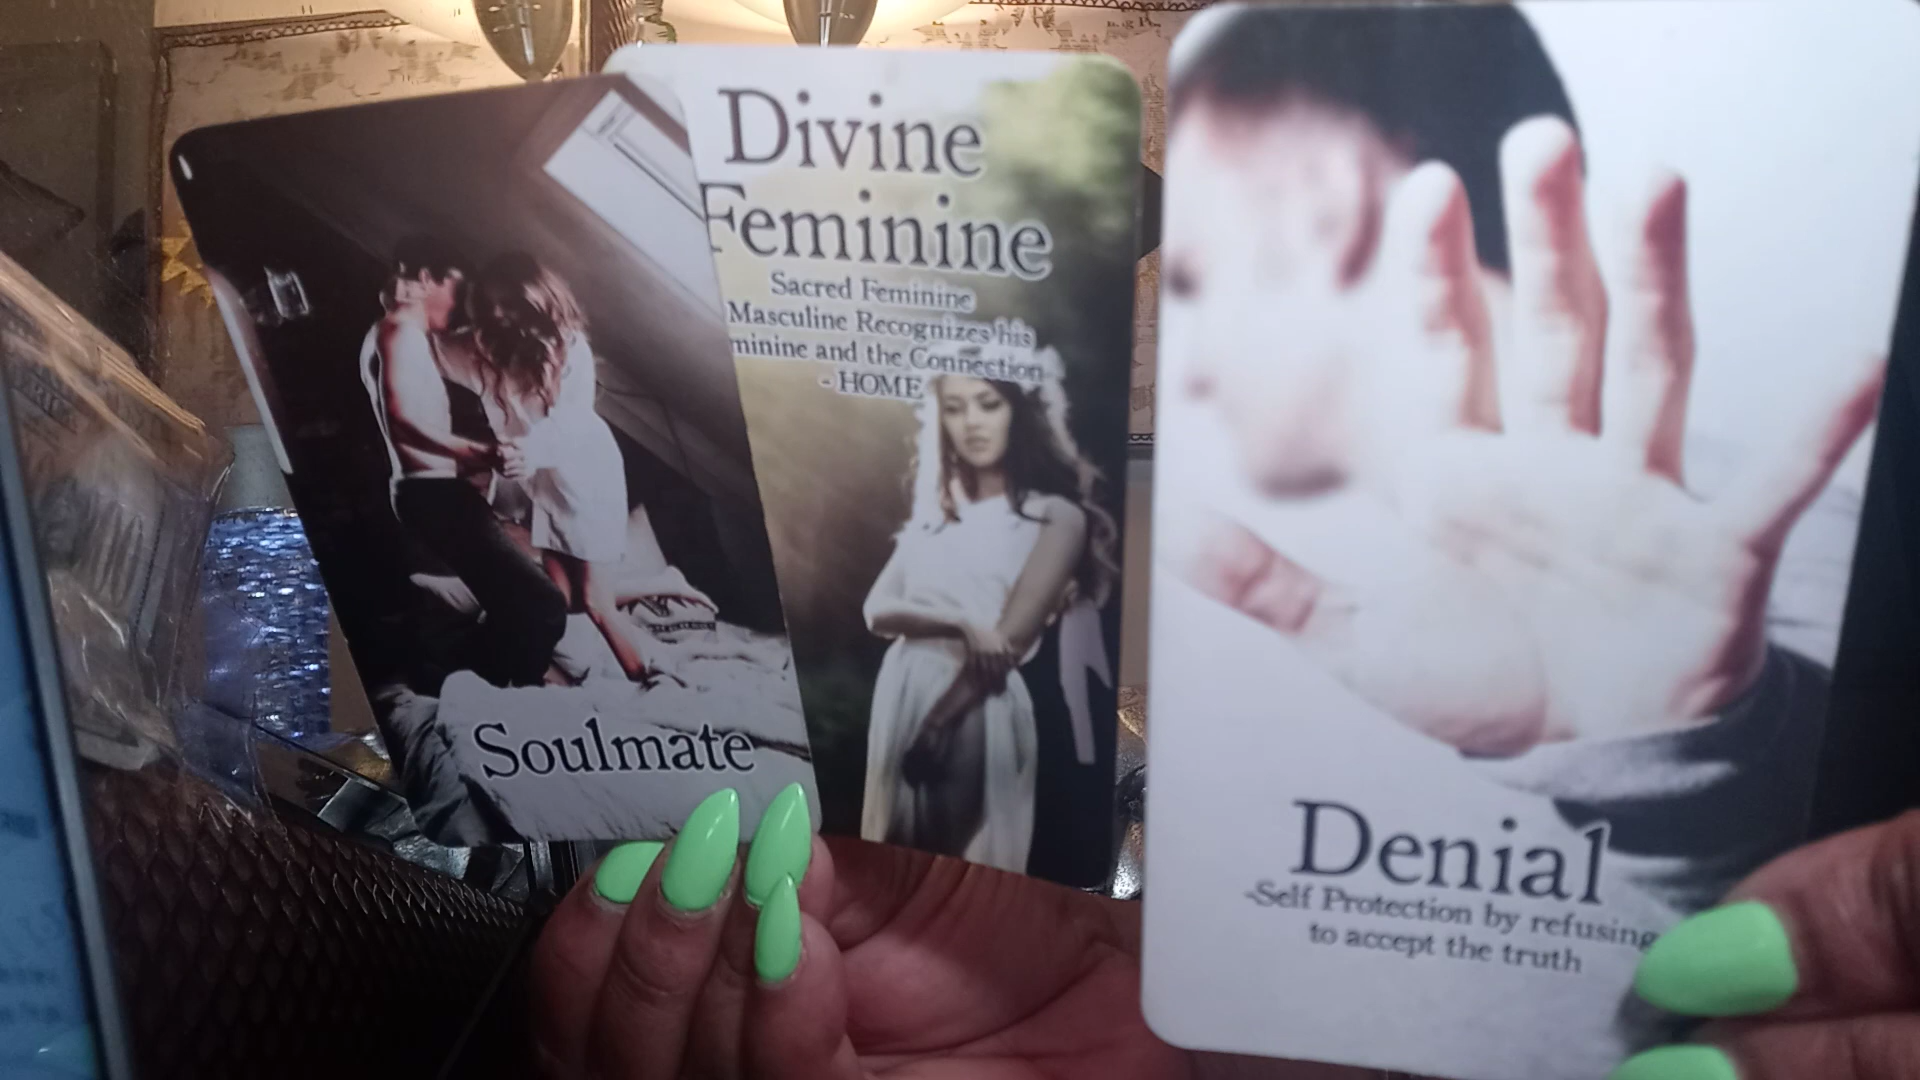 Soulmate
Divine
Feminine
Sacred Feminine
Masculine Recognizes his
minine and the Connection
- HOME
Denial
-Self Protection by refusing
to accept the truth